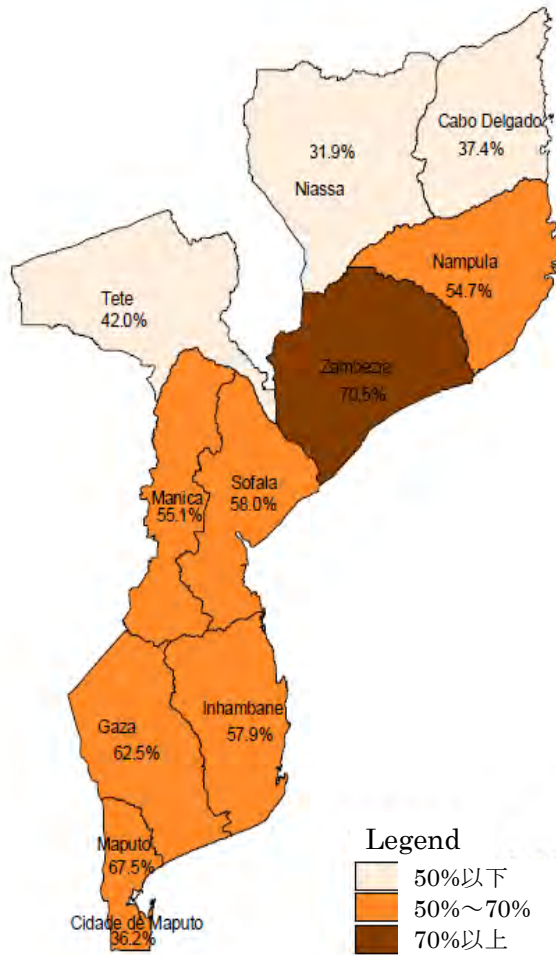 Cabo Delgado
37.4%
31.9%
Niassa
Nampula
54.7%
Tete
42.0%
Zambezia
70.5%
Sofala
58.0%
Manica
55.1%
Inhambane
57.9%
Gaza
62.5%
Maputo
67.5%
Cidade de Maputo
36.2%
Legend
50%以下
50%～70%
70%以上